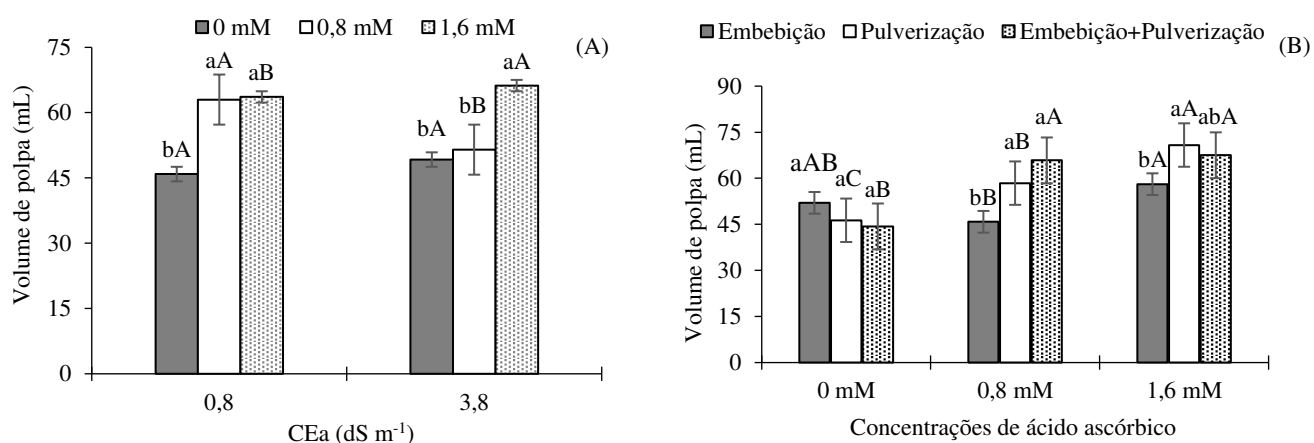 0 mM 0,8 mM 1,6 mM
(A)
Volume de polpa (mL)
75
60
45
30
15
0
bA aA aB
bA bB aA
0,8 3,8
CEa (dS m⁻¹)
Embebição Pulverização Embebição+Pulverização
(B)
Volume de polpa (mL)
90
75
60
45
30
15
0
aAB aC aB
bB aB aA
bA aA abA
0 mM 0,8 mM 1,6 mM
Concentrações de ácido ascórbico